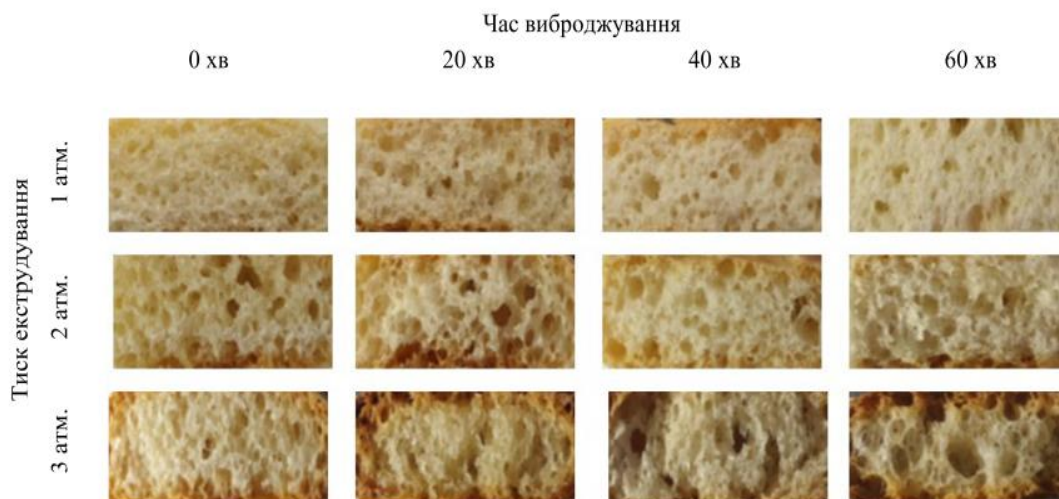 Час виброджування
0 хв 20 хв 40 хв 60 хв
Тиск екструдування
1 атм.
2 атм.
3 атм.